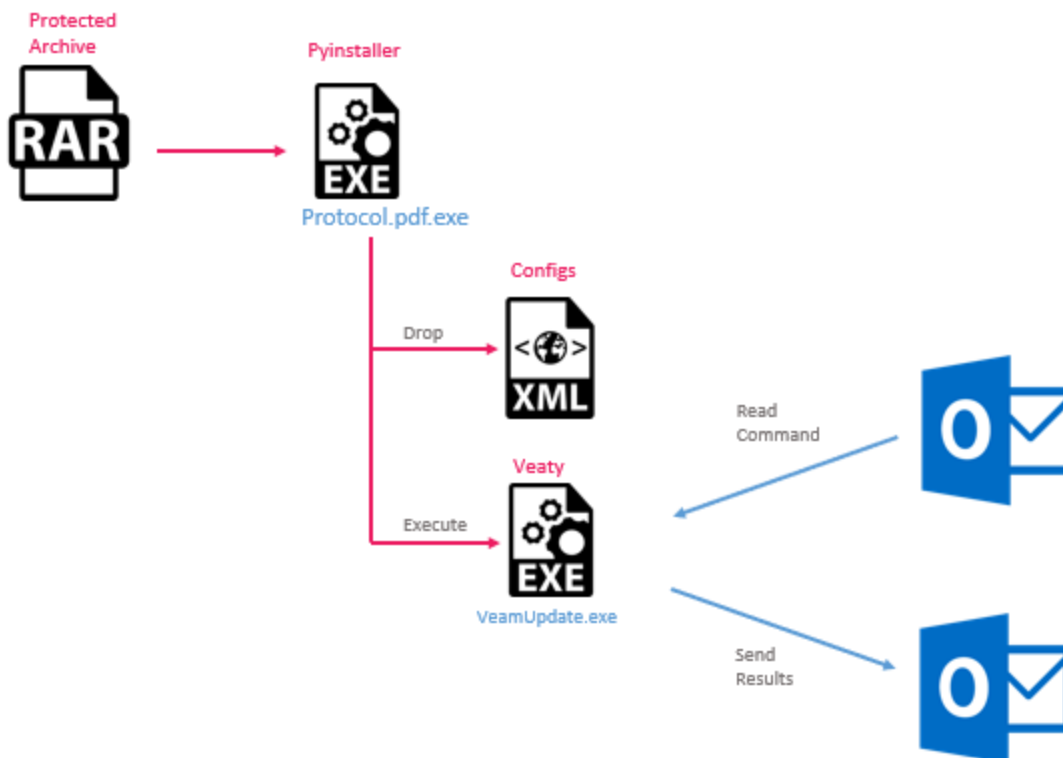 Protected
Archive
RAR
Pyinstaller
EXE
Protocol.pdf.exe
Configs
Drop
< >
XML
Read
Command
O
Veaty
Execute
EXE
VeamUpdate.exe
Send
Results
O